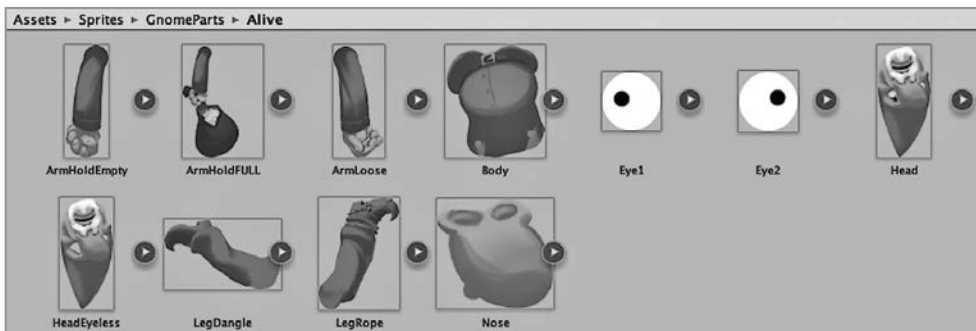 Assets ▸ Sprites ▸ GnomeParts ▸ Alive
ArmHoldEmpty ArmHoldFULL ArmLoose Body Eye1 Eye2 Head
HeadEyeless LegDangle LegRope Nose